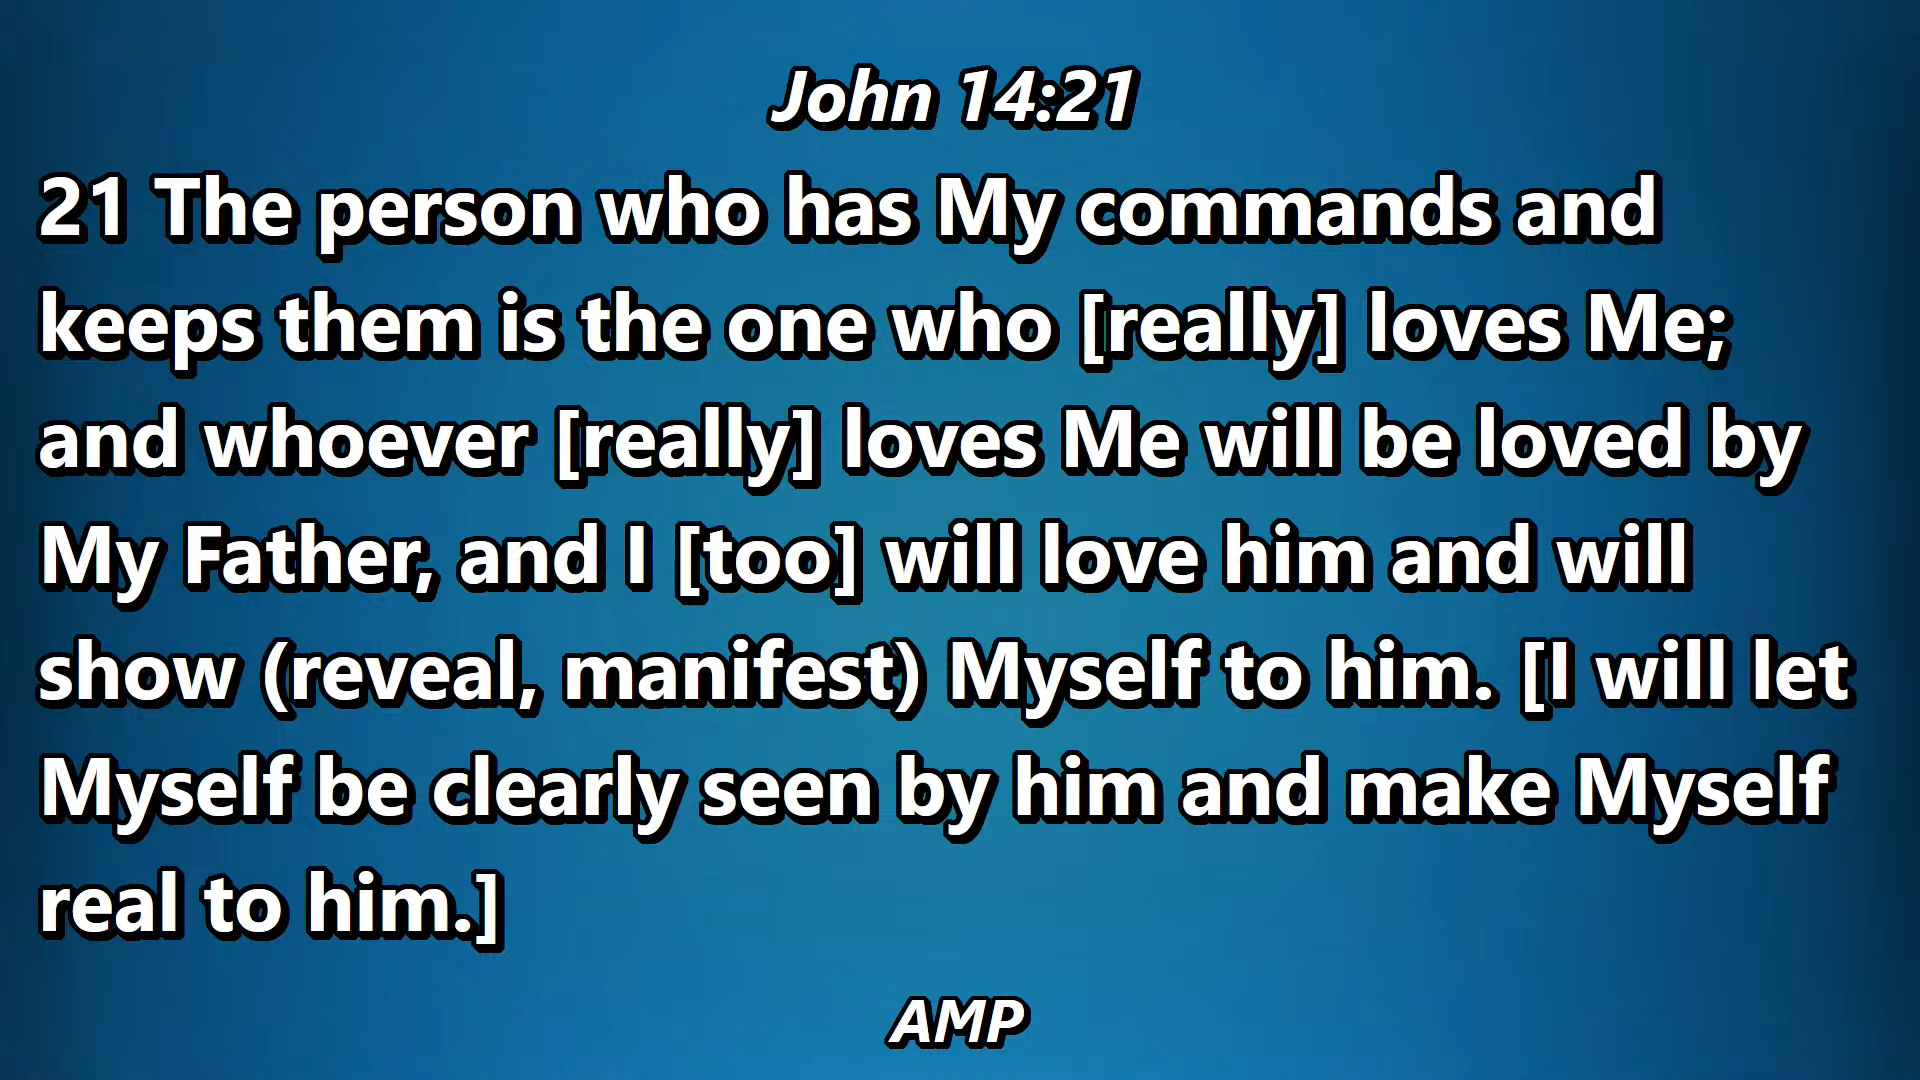 John 14:21
21 The person who has My commands and
keeps them is the one who [really] loves Me;
and whoever [really] loves Me will be loved by
My Father, and I [too] will love him and will
show (reveal, manifest) Myself to him. [I will let
Myself be clearly seen by him and make Myself
real to him.]
AMP